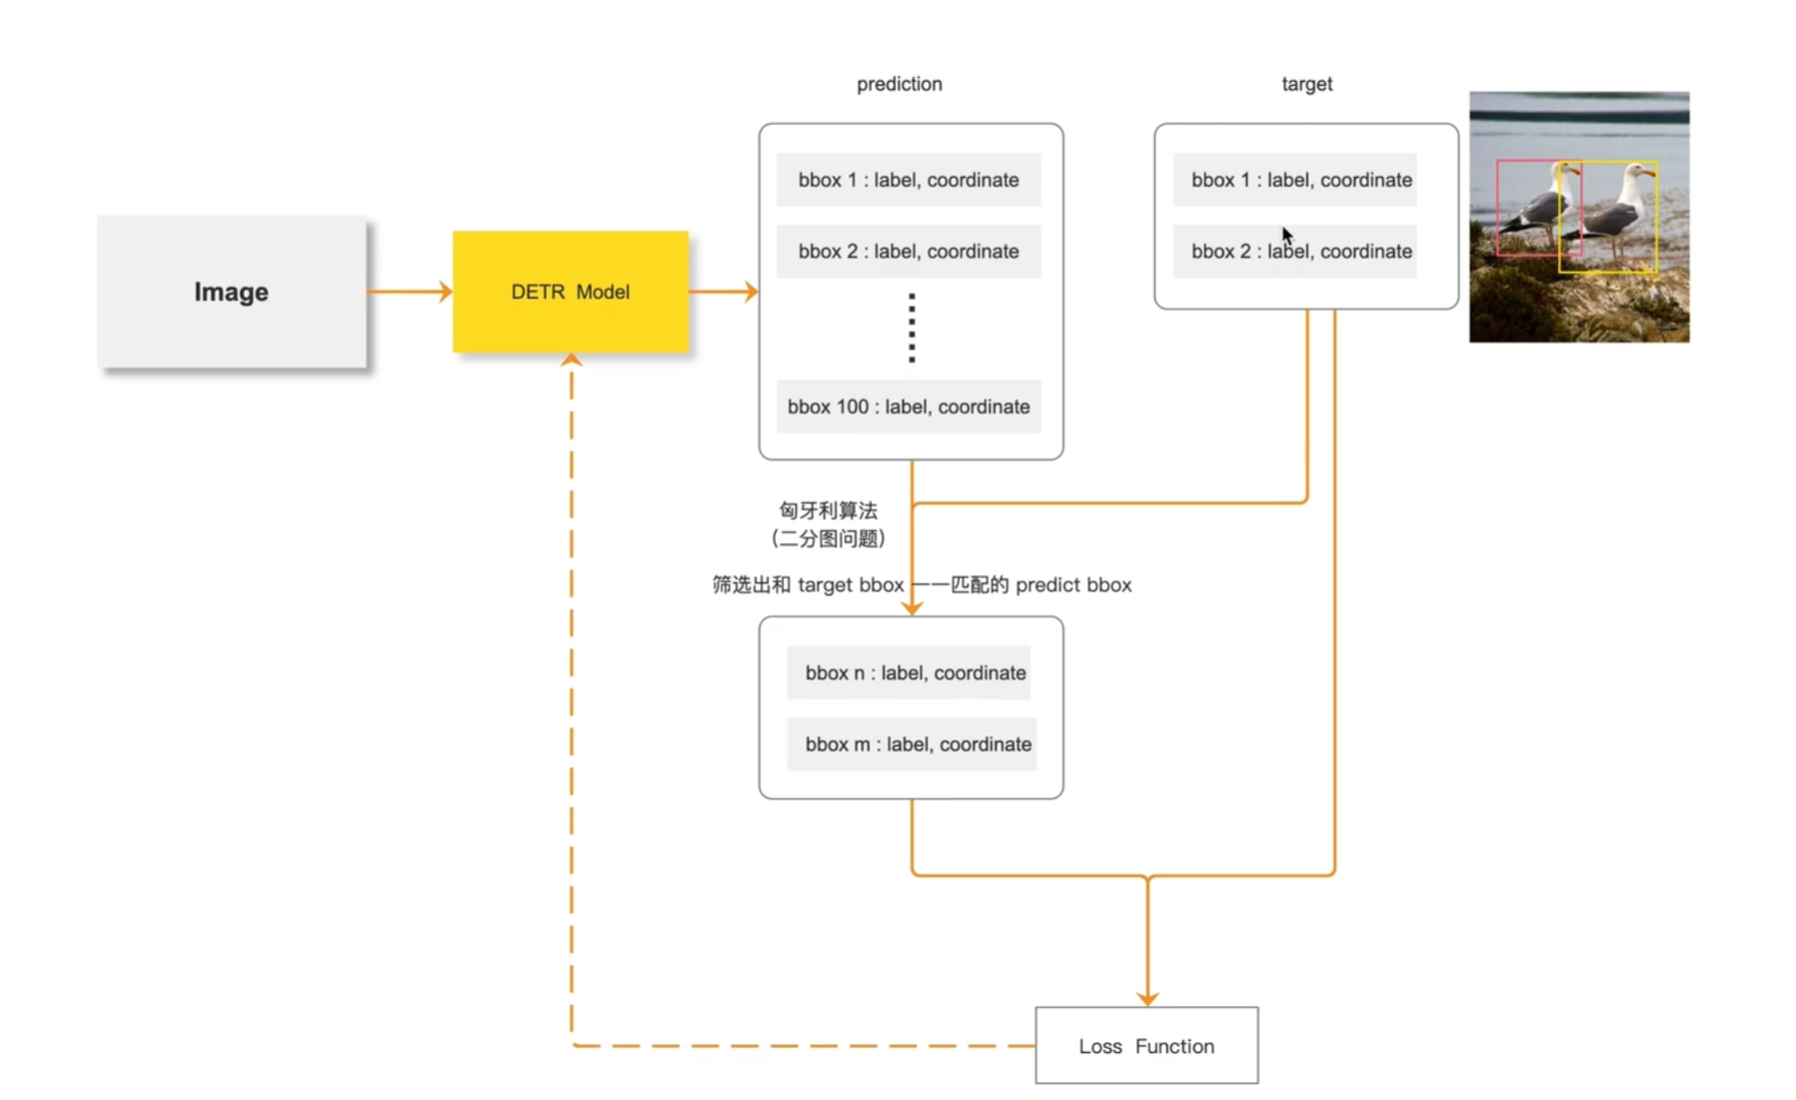 prediction
target
bbox 1 : label, coordinate
bbox 2 : label, coordinate
bbox 100 : label, coordinate
bbox 1 : label, coordinate
bbox 2 : label, coordinate
Image
DETR Model
匈牙利算法
(二分图问题)
筛选出和 target bbox 一一匹配的 predict bbox
bbox n : label, coordinate
bbox m : label, coordinate
Loss Function